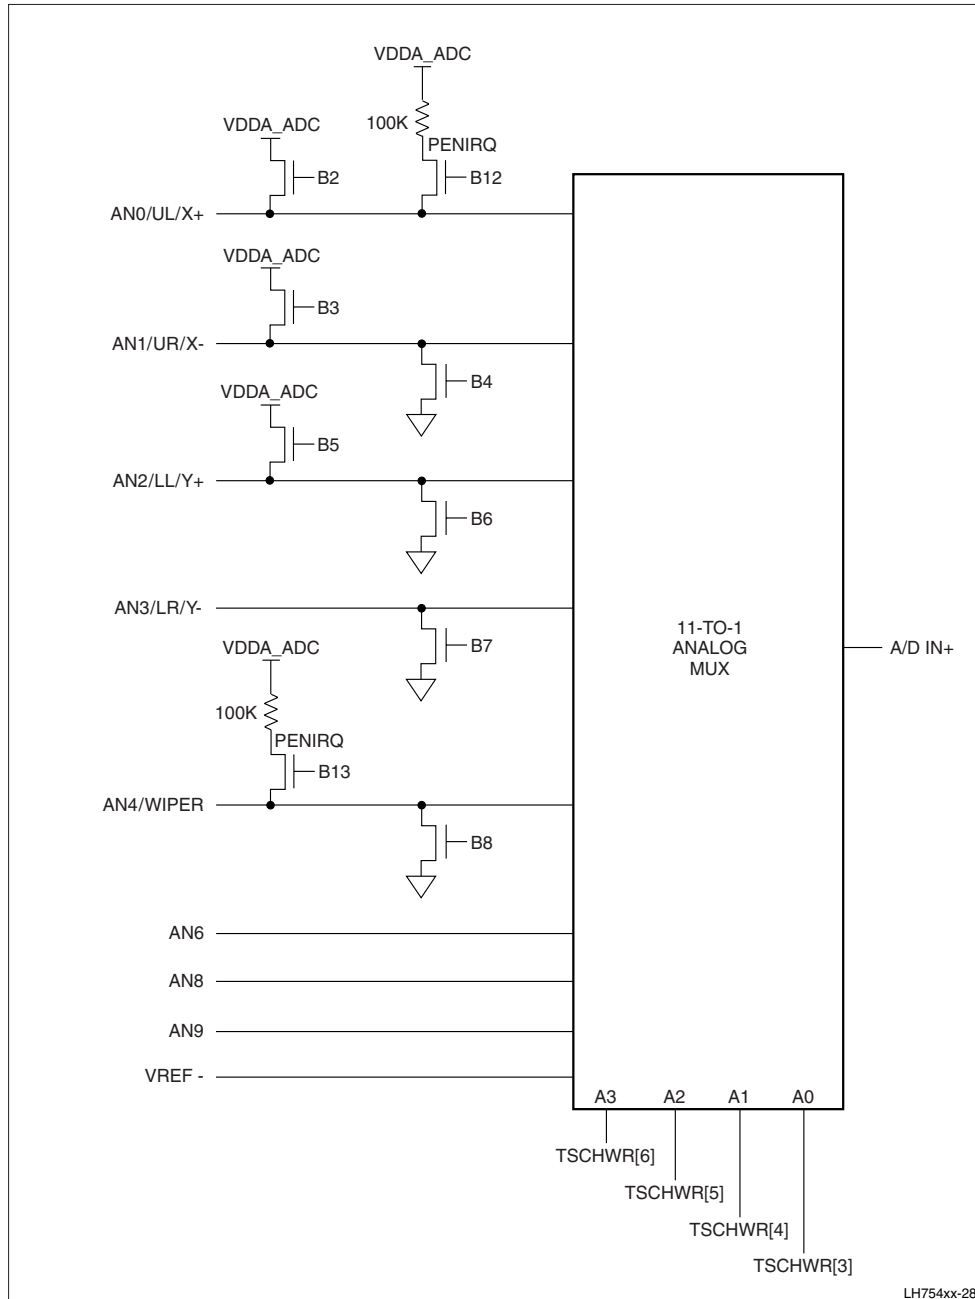 VDDA_ADC
100K
VDDA_ADC
PENIRQ
B2
B12
AN0/UL/X+
VDDA_ADC
B3
AN1/UR/X-
B4
VDDA_ADC
B5
AN2/LL/Y+
B6
AN3/LR/Y-
B7
VDDA_ADC
11-TO-1
ANALOG
MUX
A/D IN+
100K
PENIRQ
B13
AN4/WIPER
B8
AN6
AN8
AN9
VREF -
A3 A2 A1 A0
TSCHWR[6]
TSCHWR[5]
TSCHWR[4]
TSCHWR[3]
LH754xx-28